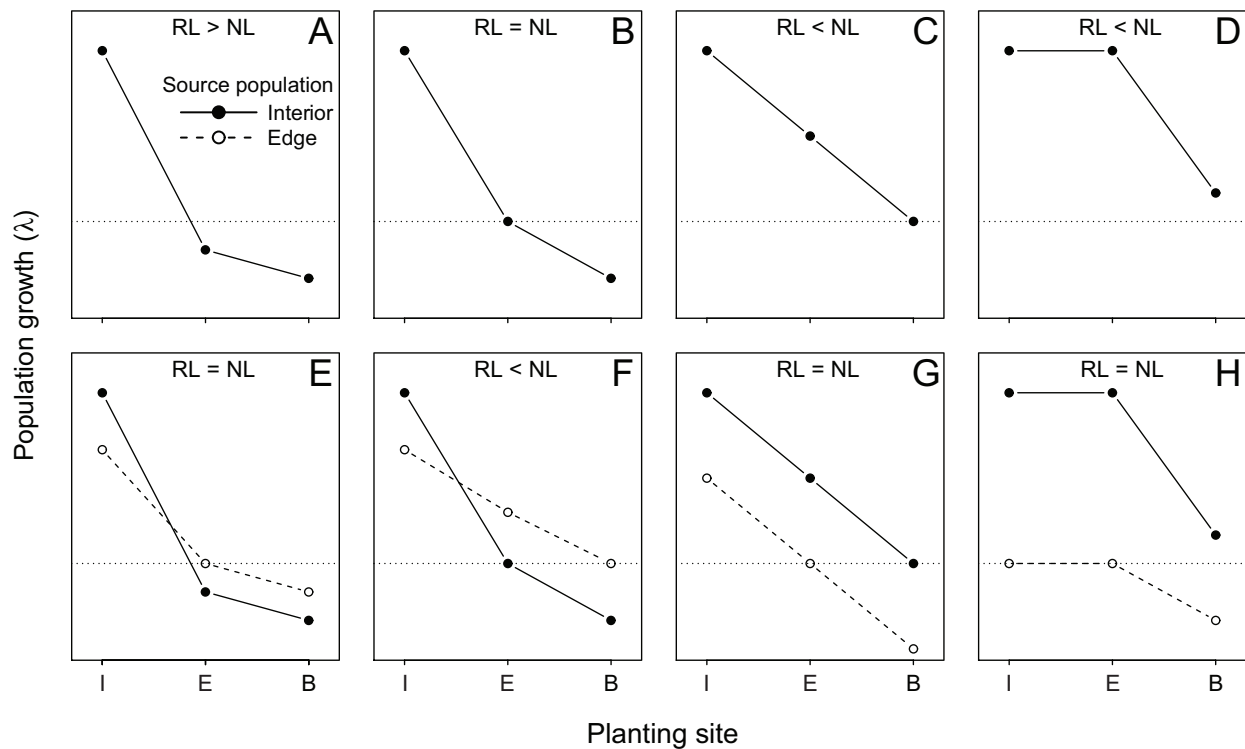 RL > NL A
RL = NL B
RL < NL C
RL < NL D
Source population
Interior
Edge
I E B
RL = NL E
RL < NL F
RL = NL G
RL = NL H
I E B
I E B
I E B
I E B
Population growth (λ)
Planting site